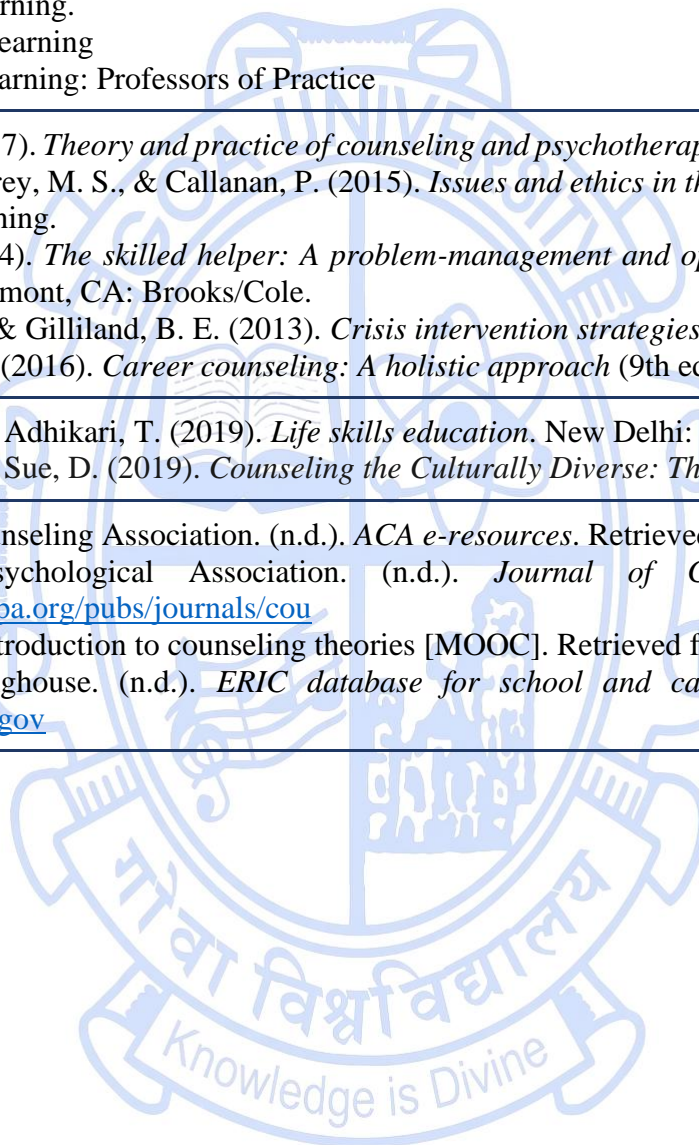 rning.
earning
arning: Professors of Practice
7). Theory and practice of counseling and psychotherap
rey, M. S., & Callanan, P. (2015). Issues and ethics in th
ning.
4). The skilled helper: A problem-management and op
mont, CA: Brooks/Cole.
& Gilliland, B. E. (2013). Crisis intervention strategies
(2016). Career counseling: A holistic approach (9th ed
Adhikari, T. (2019). Life skills education. New Delhi:
Sue, D. (2019). Counseling the Culturally Diverse: Th
unseling Association. (n.d.). ACA e-resources. Retrieved
sychological Association. (n.d.). Journal of C
pa.org/pubs/journals/cou
troduction to counseling theories [MOOC]. Retrieved f
ghouse. (n.d.). ERIC database for school and ca
gov
GOA UNIVERSITY
गोंवा विश्वविद्यालय
Knowledge is Divine